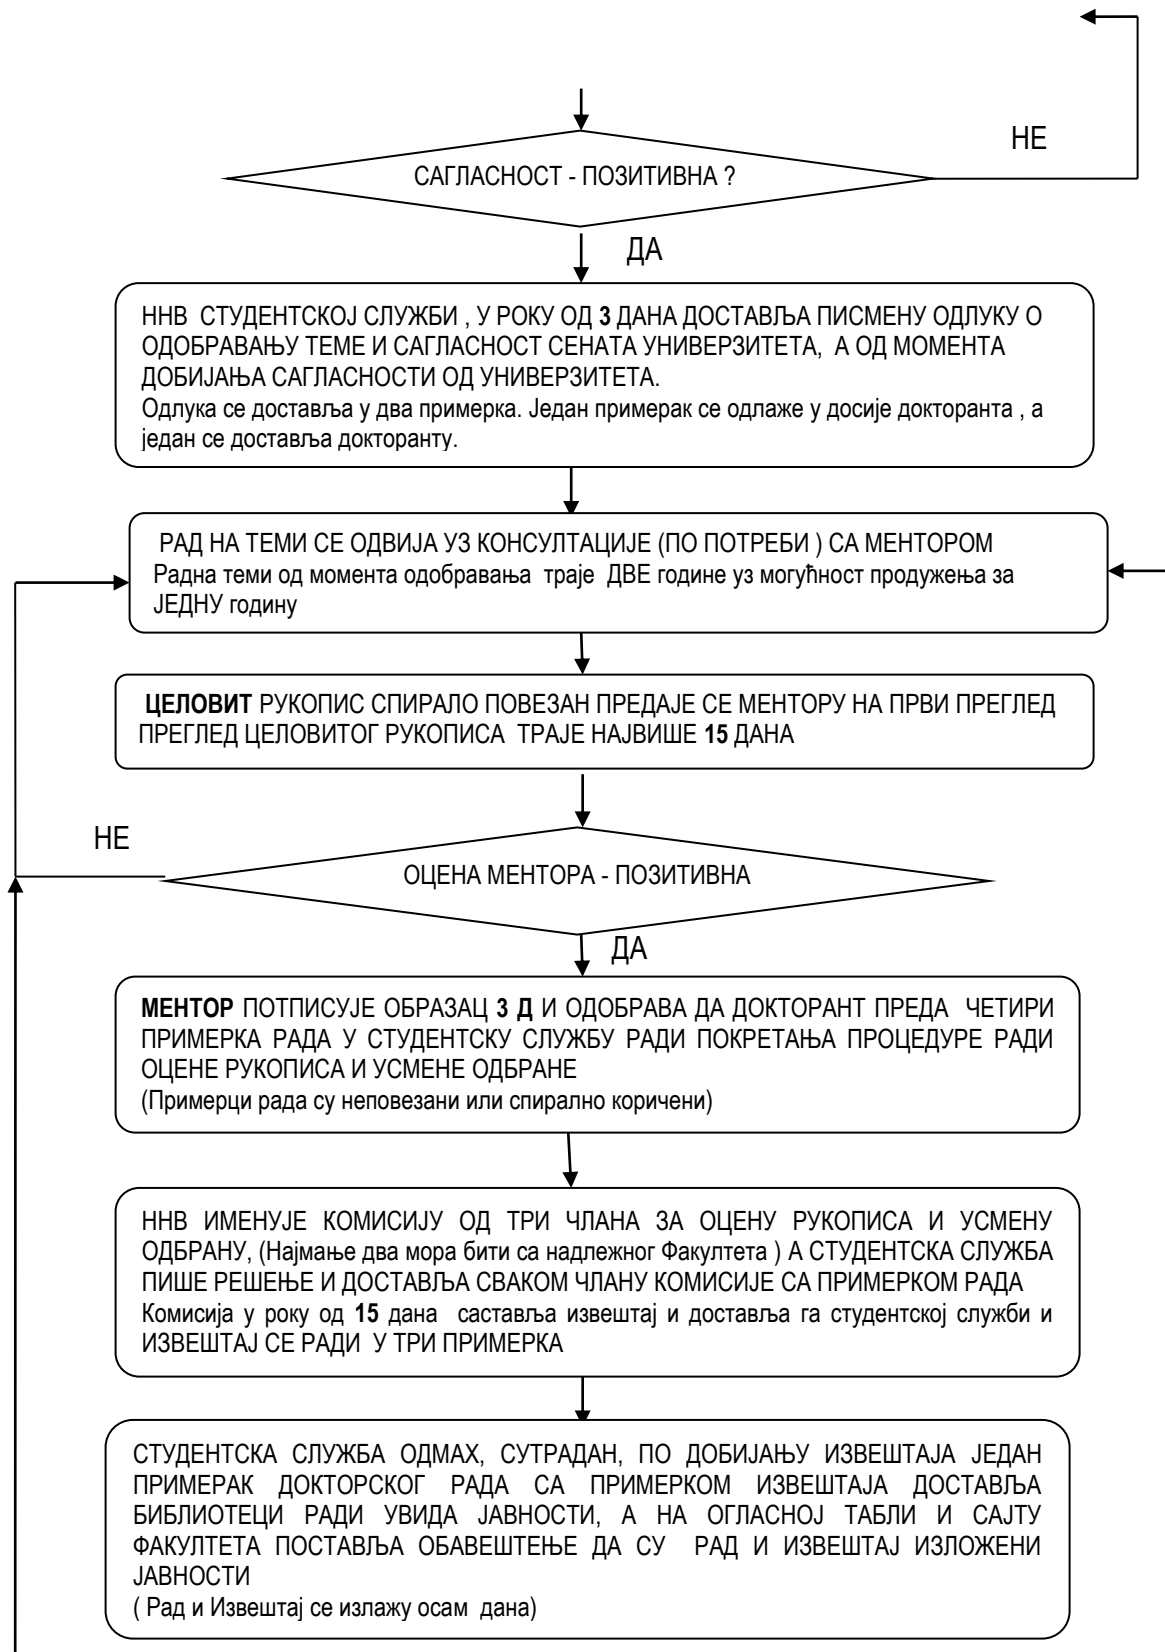 НЕ
САГЛАСНОСТ - ПОЗИТИВНА ?
ДА
ННВ СТУДЕНТСКОЈ СЛУЖБИ , У РОКУ ОД 3 ДАНА ДОСТАВЉА ПИСМЕНУ ОДЛУКУ О
ОДОБРАВАЊУ ТЕМЕ И САГЛАСНОСТ СЕНАТА УНИВЕРЗИТЕТА, А ОД МОМЕНТА
ДОБИЈАЊА САГЛАСНОСТИ ОД УНИВЕРЗИТЕТА.
Одлука се доставља у два примерка. Један примерак се одлаже у досије докторанта , а
један се доставља докторанту.
РАД НА ТЕМИ СЕ ОДВИЈА УЗ КОНСУЛТАЦИЈЕ (ПО ПОТРЕБИ ) СА МЕНТОРОМ
Радна теми од момента одобравања траје ДВЕ године уз могућност продужења за
ЈЕДНУ годину
ЦЕЛОВИТ РУКОПИС СПИРАЛО ПОВЕЗАН ПРЕДАЈЕ СЕ МЕНТОРУ НА ПРВИ ПРЕГЛЕД
ПРЕГЛЕД ЦЕЛОВИТОГ РУКОПИСА ТРАЈЕ НАЈВИШЕ 15 ДАНА
НЕ
ОЦЕНА МЕНТОРА - ПОЗИТИВНА
ДА
МЕНТОР ПОТПИСУЈЕ ОБРАЗАЦ 3 Д И ОДОБРАВА ДА ДОКТОРАНТ ПРЕДА ЧЕТИРИ
ПРИМЕРКА РАДА У СТУДЕНТСКУ СЛУЖБУ РАДИ ПОКРЕТАЊА ПРОЦЕДУРЕ РАДИ
ОЦЕНЕ РУКОПИСА И УСМЕНЕ ОДБРАНЕ
(Примерци рада су неповезани или спирално коричени)
ННВ ИМЕНУЈЕ КОМИСИЈУ ОД ТРИ ЧЛАНА ЗА ОЦЕНУ РУКОПИСА И УСМЕНУ
ОДБРАНУ, (Најмање два мора бити са надлежног Факултета ) А СТУДЕНТСКА СЛУЖБА
ПИШЕ РЕШЕЊЕ И ДОСТАВЉА СВАКОМ ЧЛАНУ КОМИСИЈЕ СА ПРИМЕРКОМ РАДА
Комисија у року од 15 дана саставља извештај и доставља га студентској служби и
ИЗВЕШТАЈ СЕ РАДИ У ТРИ ПРИМЕРКА
СТУДЕНТСКА СЛУЖБА ОДМАХ, СУТРАДАН, ПО ДОБИЈАЊУ ИЗВЕШТАЈА ЈЕДАН
ПРИМЕРАК ДОКТОРСКОГ РАДА СА ПРИМЕРКОМ ИЗВЕШТАЈА ДОСТАВЉА
БИБЛИОТЕЦИ РАДИ УВИДА ЈАВНОСТИ, А НА ОГЛАСНОЈ ТАБЛИ И САЈТУ
ФАКУЛТЕТА ПОСТАВЉА ОБАВЕШТЕЊЕ ДА СУ РАД И ИЗВЕШТАЈ ИЗЛОЖЕНИ
ЈАВНОСТИ
( Рад и Извештај се излажу осам дана)